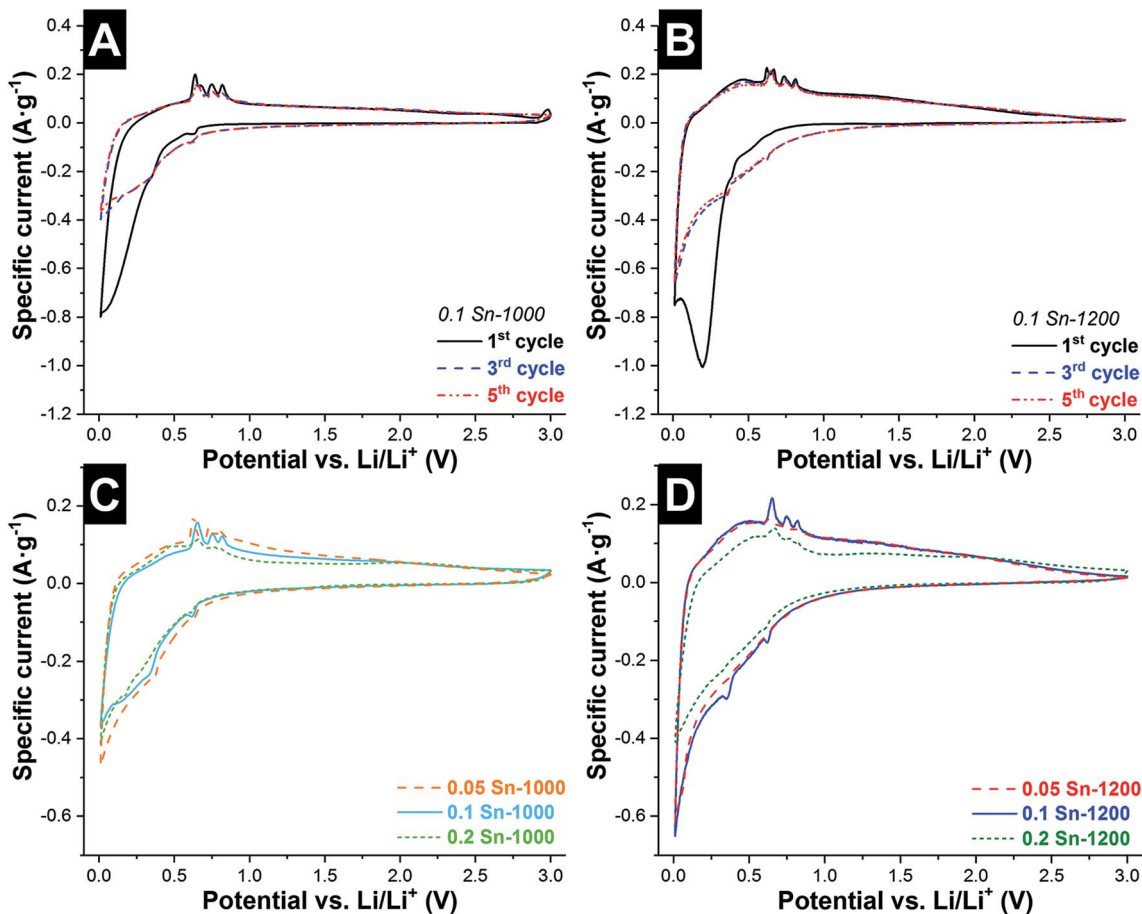 A
Specific current (A·g⁻¹)
0.4
0.2
0.0
-0.2
-0.4
-0.6
-0.8
-1.0
-1.2
0.1 Sn-1000
1st cycle
3rd cycle
5th cycle
0.0 0.5 1.0 1.5 2.0 2.5 3.0
Potential vs. Li/Li⁺ (V)
B
Specific current (A·g⁻¹)
0.4
0.2
0.0
-0.2
-0.4
-0.6
-0.8
-1.0
-1.2
0.1 Sn-1200
1st cycle
3rd cycle
5th cycle
0.0 0.5 1.0 1.5 2.0 2.5 3.0
Potential vs. Li/Li⁺ (V)
C
Specific current (A·g⁻¹)
0.2
0.0
-0.2
-0.4
-0.6
0.05 Sn-1000
0.1 Sn-1000
0.2 Sn-1000
0.0 0.5 1.0 1.5 2.0 2.5 3.0
Potential vs. Li/Li⁺ (V)
D
Specific current (A·g⁻¹)
0.2
0.0
-0.2
-0.4
-0.6
0.05 Sn-1200
0.1 Sn-1200
0.2 Sn-1200
0.0 0.5 1.0 1.5 2.0 2.5 3.0
Potential vs. Li/Li⁺ (V)